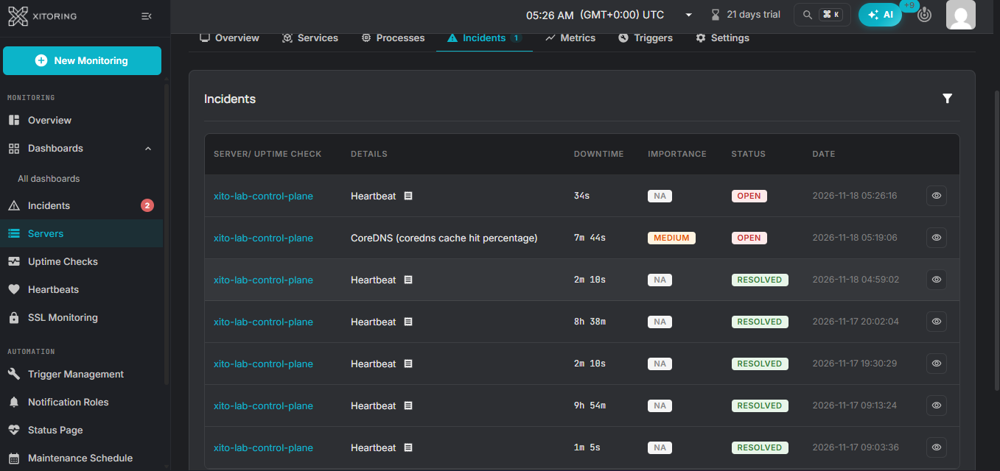 XITORING
05:26 AM (GMT+0:00) UTC
21 days trial
⌘ K
AI
+9
New Monitoring
MONITORING
Overview
Dashboards
All dashboards
Incidents 2
Servers
Uptime Checks
Heartbeats
SSL Monitoring
AUTOMATION
Trigger Management
Notification Roles
Status Page
Maintenance Schedule
Overview Services Processes Incidents 1 Metrics Triggers Settings
Incidents
SERVER/ UPTIME CHECK DETAILS DOWNTIME IMPORTANCE STATUS DATE
xito-lab-control-plane Heartbeat 34s NA OPEN 2026-11-18 05:26:16
xito-lab-control-plane CoreDNS (coredns cache hit percentage) 7m 44s MEDIUM OPEN 2026-11-18 05:19:06
xito-lab-control-plane Heartbeat 2m 10s NA RESOLVED 2026-11-18 04:59:02
xito-lab-control-plane Heartbeat 8h 38m NA RESOLVED 2026-11-17 20:02:04
xito-lab-control-plane Heartbeat 2m 10s NA RESOLVED 2026-11-17 19:30:29
xito-lab-control-plane Heartbeat 9h 54m NA RESOLVED 2026-11-17 09:13:24
xito-lab-control-plane Heartbeat 1m 5s NA RESOLVED 2026-11-17 09:03:36